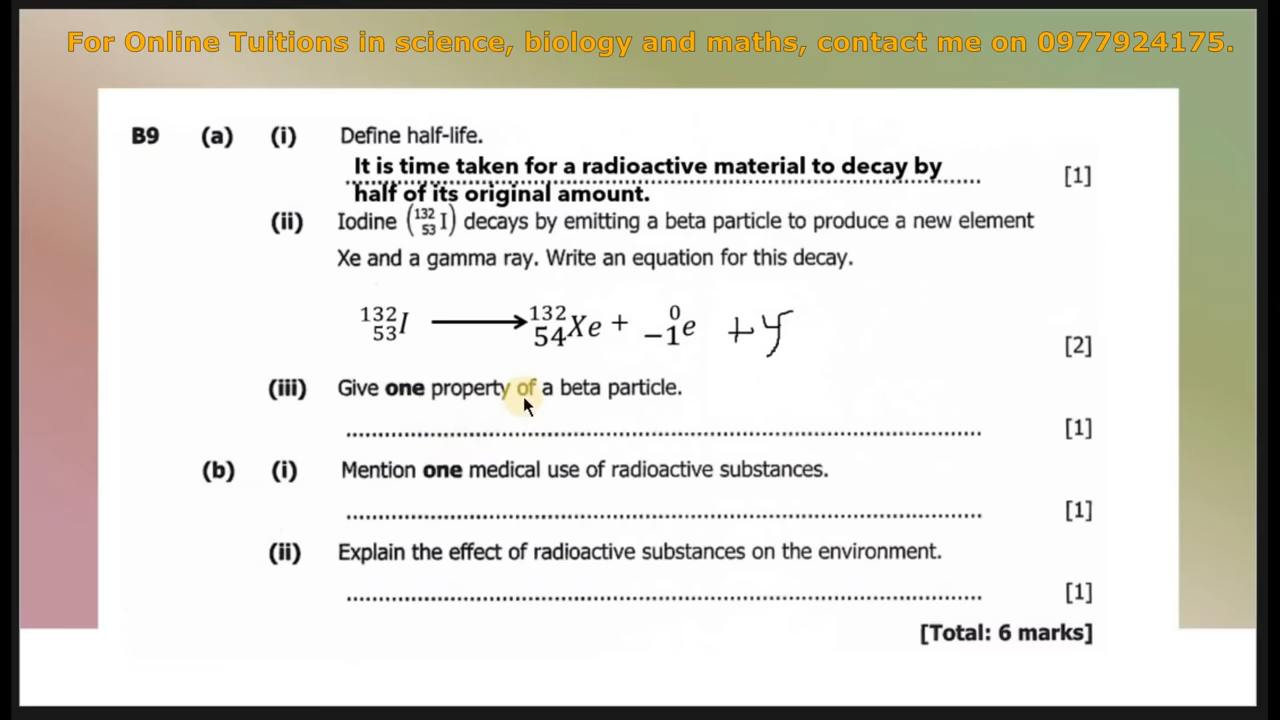 For Online Tuitions in science, biology and maths, contact me on 0977924175.
B9 (a) (i) Define half-life.
It is time taken for a radioactive material to decay by
half of its original amount. [1]
(ii) Iodine (¹³²₅₃I) decays by emitting a beta particle to produce a new element
Xe and a gamma ray. Write an equation for this decay.
¹³²₅₃I ⟶ ¹³²₅₄Xe + ⁰₋₁e + γ
[2]
(iii) Give one property of a beta particle.
........................................ [1]
(b) (i) Mention one medical use of radioactive substances.
........................................ [1]
(ii) Explain the effect of radioactive substances on the environment.
........................................ [1]
[Total: 6 marks]